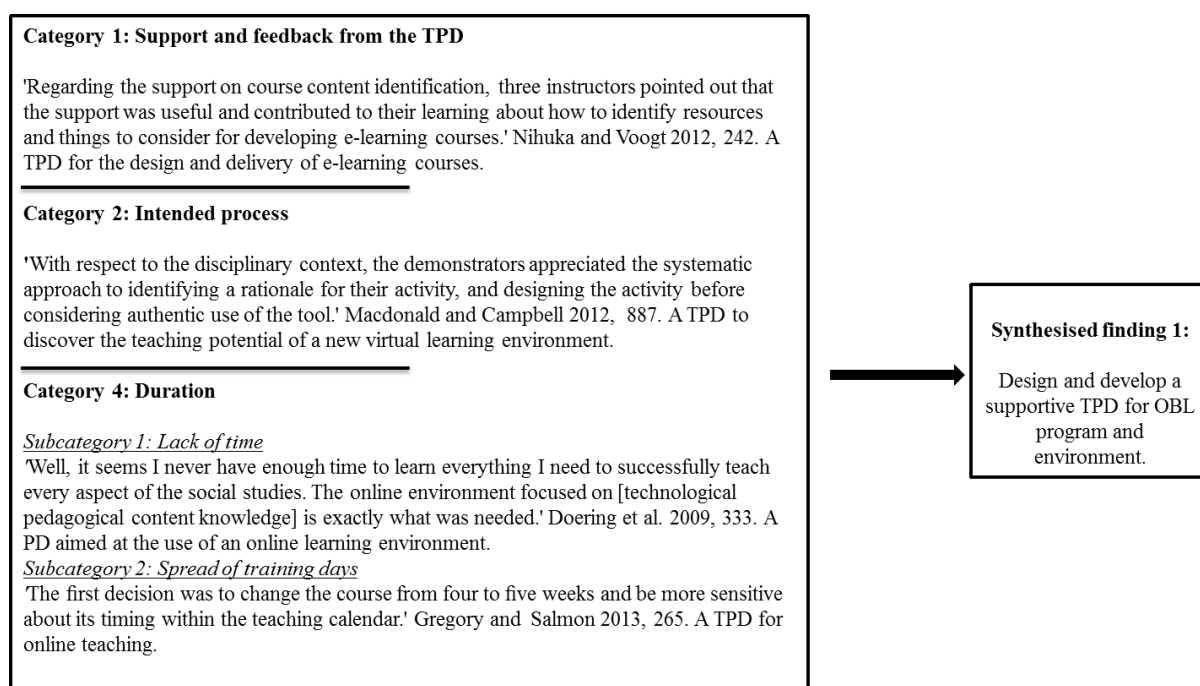 Category 1: Support and feedback from the TPD
'Regarding the support on course content identification, three instructors pointed out that
the support was useful and contributed to their learning about how to identify resources
and things to consider for developing e-learning courses.' Nihuka and Voogt 2012, 242. A
TPD for the design and delivery of e-learning courses.
Category 2: Intended process
'With respect to the disciplinary context, the demonstrators appreciated the systematic
approach to identifying a rationale for their activity, and designing the activity before
considering authentic use of the tool.' Macdonald and Campbell 2012, 887. A TPD to
discover the teaching potential of a new virtual learning environment.
Category 4: Duration
Subcategory 1: Lack of time
'Well, it seems I never have enough time to learn everything I need to successfully teach
every aspect of the social studies. The online environment focused on [technological
pedagogical content knowledge] is exactly what was needed.' Doering et al. 2009, 333. A
PD aimed at the use of an online learning environment.
Subcategory 2: Spread of training days
'The first decision was to change the course from four to five weeks and be more sensitive
about its timing within the teaching calendar.' Gregory and Salmon 2013, 265. A TPD for
online teaching.
Synthesised finding 1:
Design and develop a
supportive TPD for OBL
program and
environment.